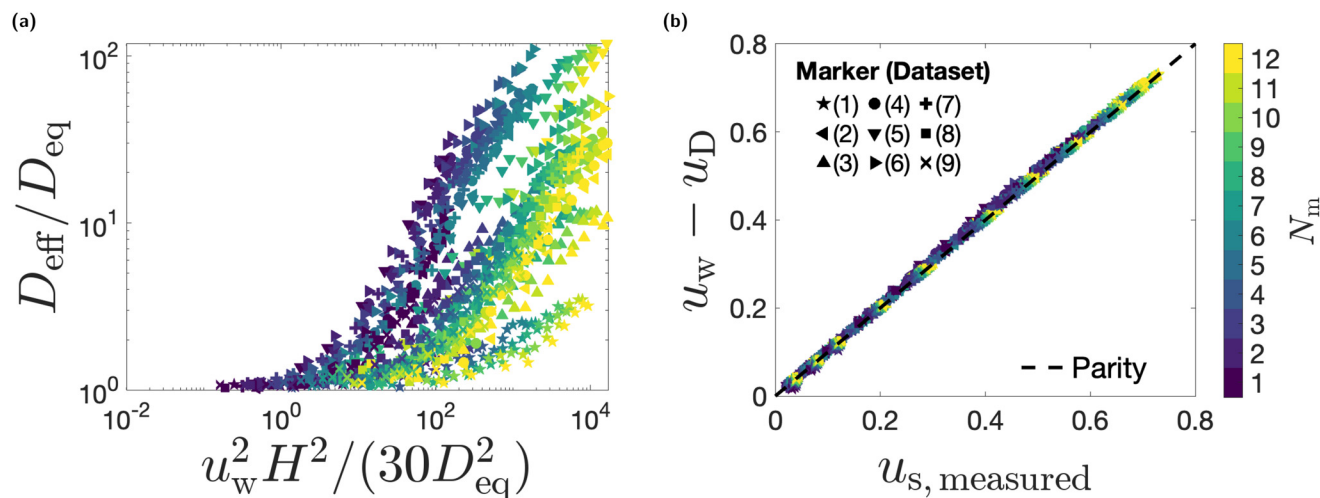 (a)
D_eff / D_eq
10^2
10^1
10^0
10^-2
10^0
10^2
10^4
u_w^2 H^2/(30D_eq^2)
(b)
u_w − u_D
0.8
0.6
0.4
0.2
0
Marker (Dataset)
★(1) ●(4) ✚(7)
◀(2) ▼(5) ■(8)
▲(3) ▶(6) ×(9)
Parity
0
0.2
0.4
0.6
0.8
u_s, measured
12
11
10
9
8
7
6
5
4
3
2
1
N_m